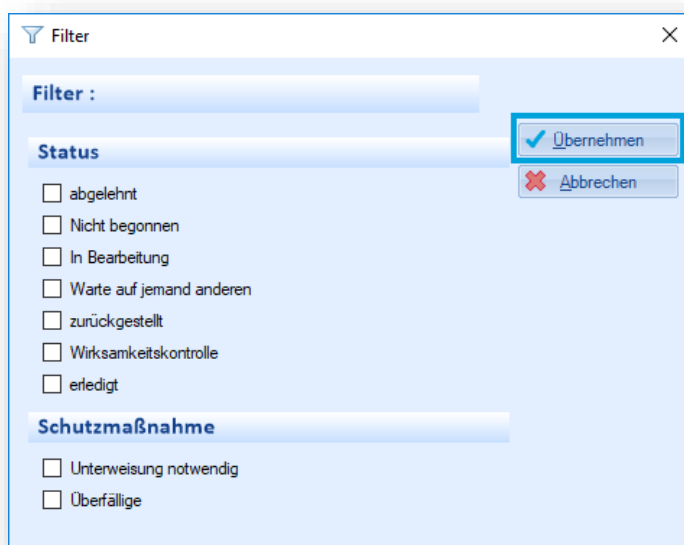 Filter
Filter :
Übernehmen
Status
Abbrechen
abgelehnt
Nicht begonnen
In Bearbeitung
Warte auf jemand anderen
zurückgestellt
Wirksamkeitskontrolle
erledigt
Schutzmaßnahme
Unterweisung notwendig
Überfällige